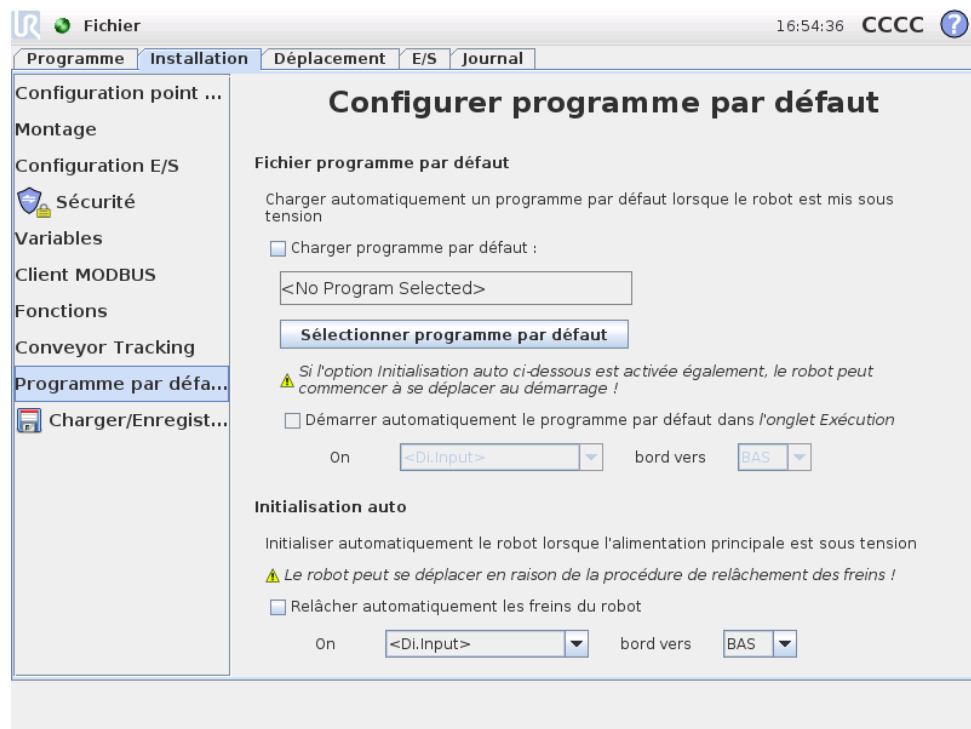 UR Fichier 16:54:36 CCCC ?
Programme Installation Déplacement E/S Journal
Configuration point ...
Montage
Configuration E/S
Sécurité
Variables
Client MODBUS
Fonctions
Conveyor Tracking
Programme par défa...
Charger/Enregist...
Configurer programme par défaut
Fichier programme par défaut
Charger automatiquement un programme par défaut lorsque le robot est mis sous
tension
Charger programme par défaut :
<No Program Selected>
Sélectionner programme par défaut
Si l'option Initialisation auto ci-dessous est activée également, le robot peut
commencer à se déplacer au démarrage !
Démarrer automatiquement le programme par défaut dans l'onglet Exécution
On <Di.Input> bord vers BAS
Initialisation auto
Initialiser automatiquement le robot lorsque l'alimentation principale est sous tension
Le robot peut se déplacer en raison de la procédure de relâchement des freins !
Relâcher automatiquement les freins du robot
On <Di.Input> bord vers BAS